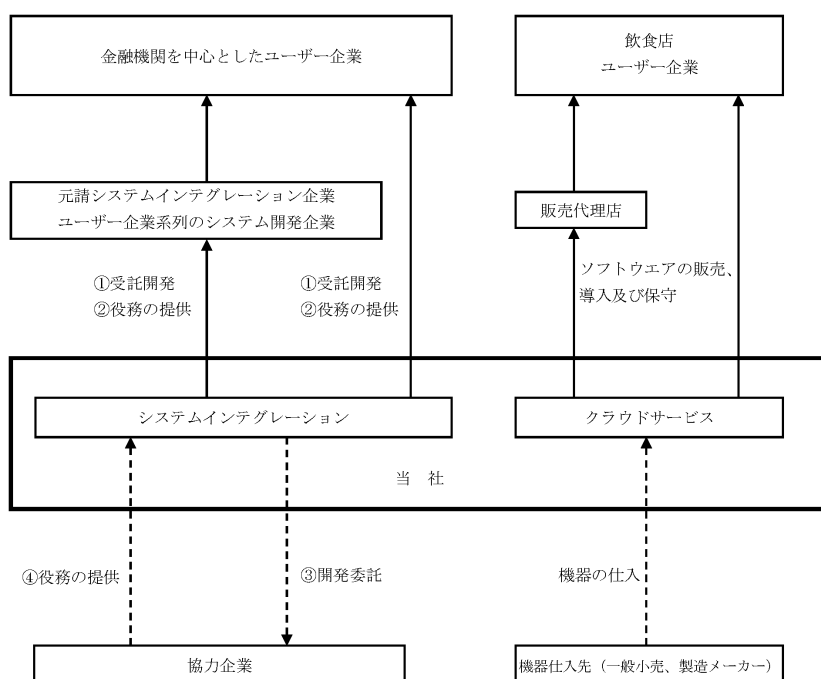 金融機関を中心としたユーザー企業
飲食店
ユーザー企業
元請システムインテグレーション企業
ユーザー企業系列のシステム開発企業
販売代理店
①受託開発
②役務の提供
①受託開発
②役務の提供
ソフトウエアの販売、
導入及び保守
システムインテグレーション
クラウドサービス
当　社
④役務の提供
③開発委託
機器の仕入
協力企業
機器仕入先（一般小売、製造メーカー）